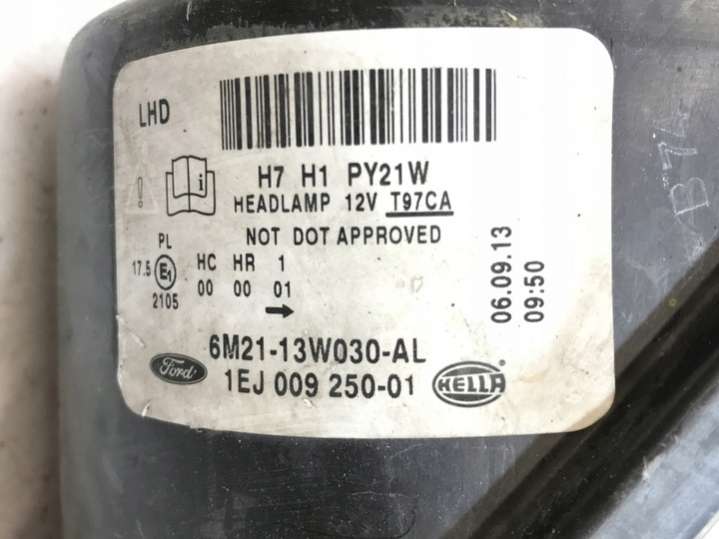 LHD
H7 H1 PY21W
HEADLAMP 12V T97CA
NOT DOT APPROVED
PL
17.5 E1
2105
HC HR 1
00 00 01
6M21-13W030-AL
Ford
1EJ 009 250-01
HELLA
06.09.13
09:50
B74